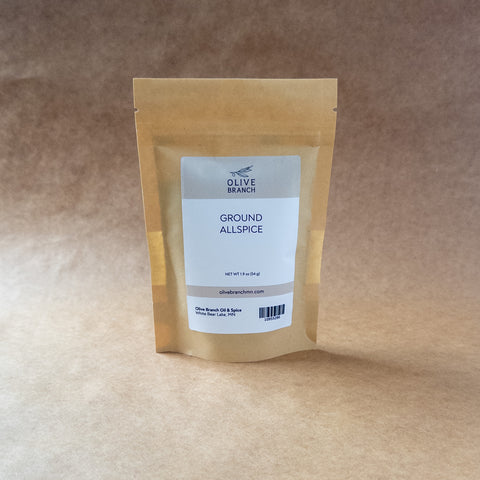 OLIVE
BRANCH
GROUND
ALLSPICE
NET WT 1.9 oz (54 g)
olivebranchmn.com
Olive Branch Oil & Spice
White Bear Lake, MN